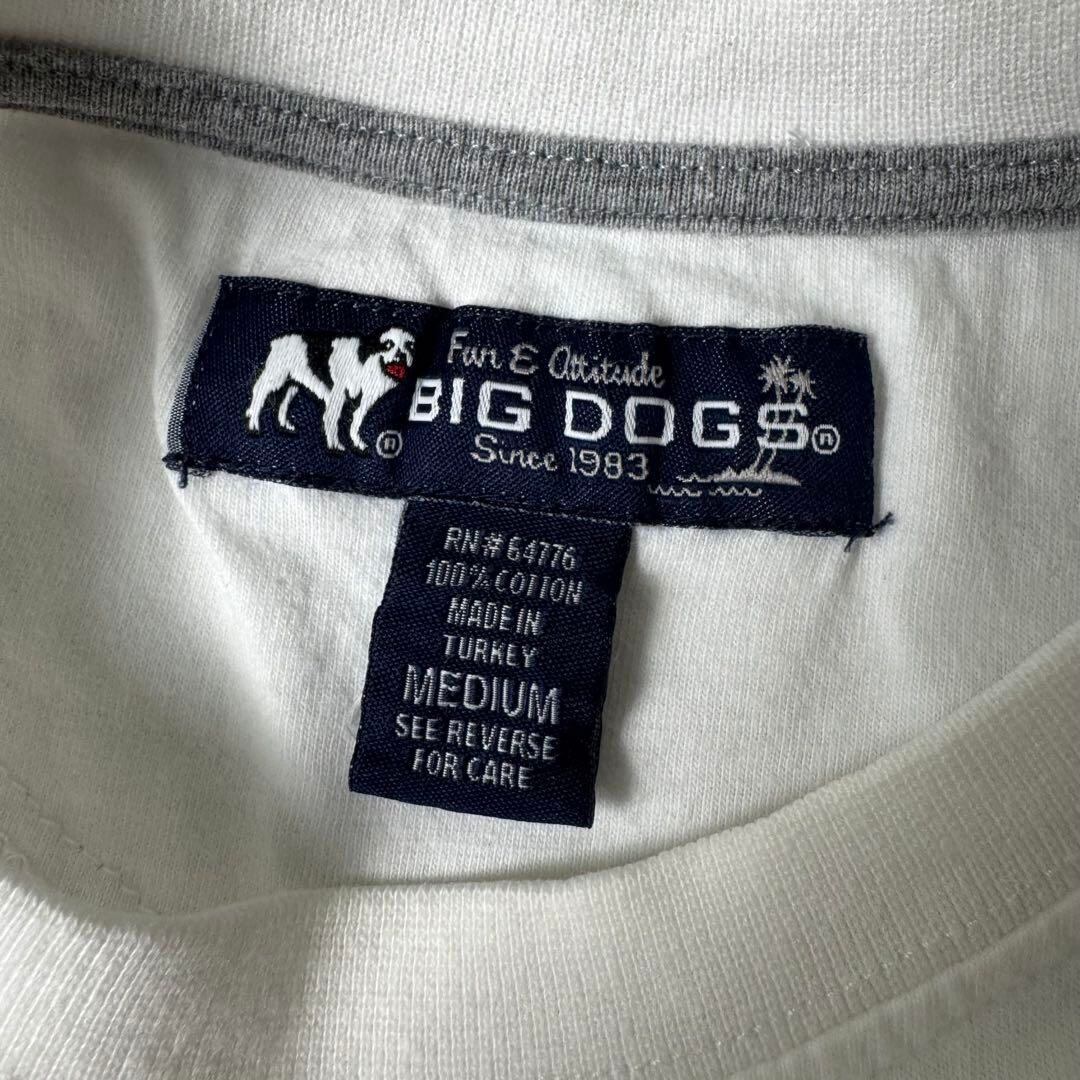 Fun & Attitude
BIG DOGS®
Since 1983
RN#64776
100% COTTON
MADE IN
TURKEY
MEDIUM
SEE REVERSE
FOR CARE